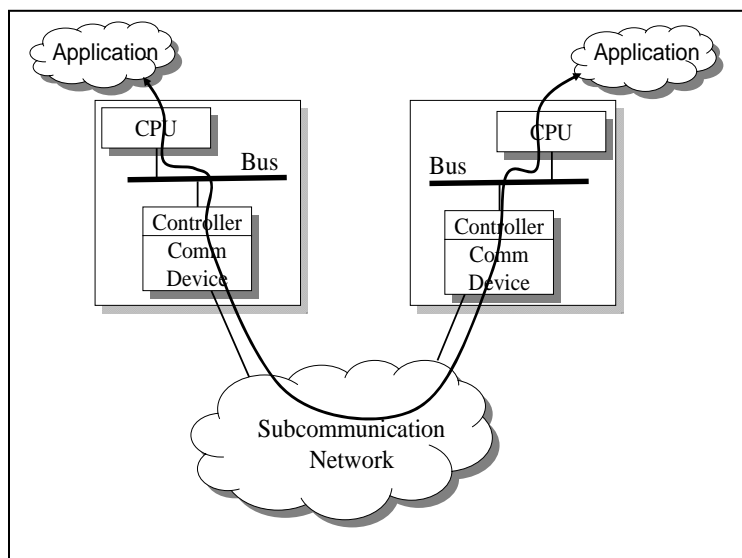 Application
Application
CPU
CPU
Bus
Bus
Controller
Comm
Device
Controller
Comm
Device
Subcommunication
Network